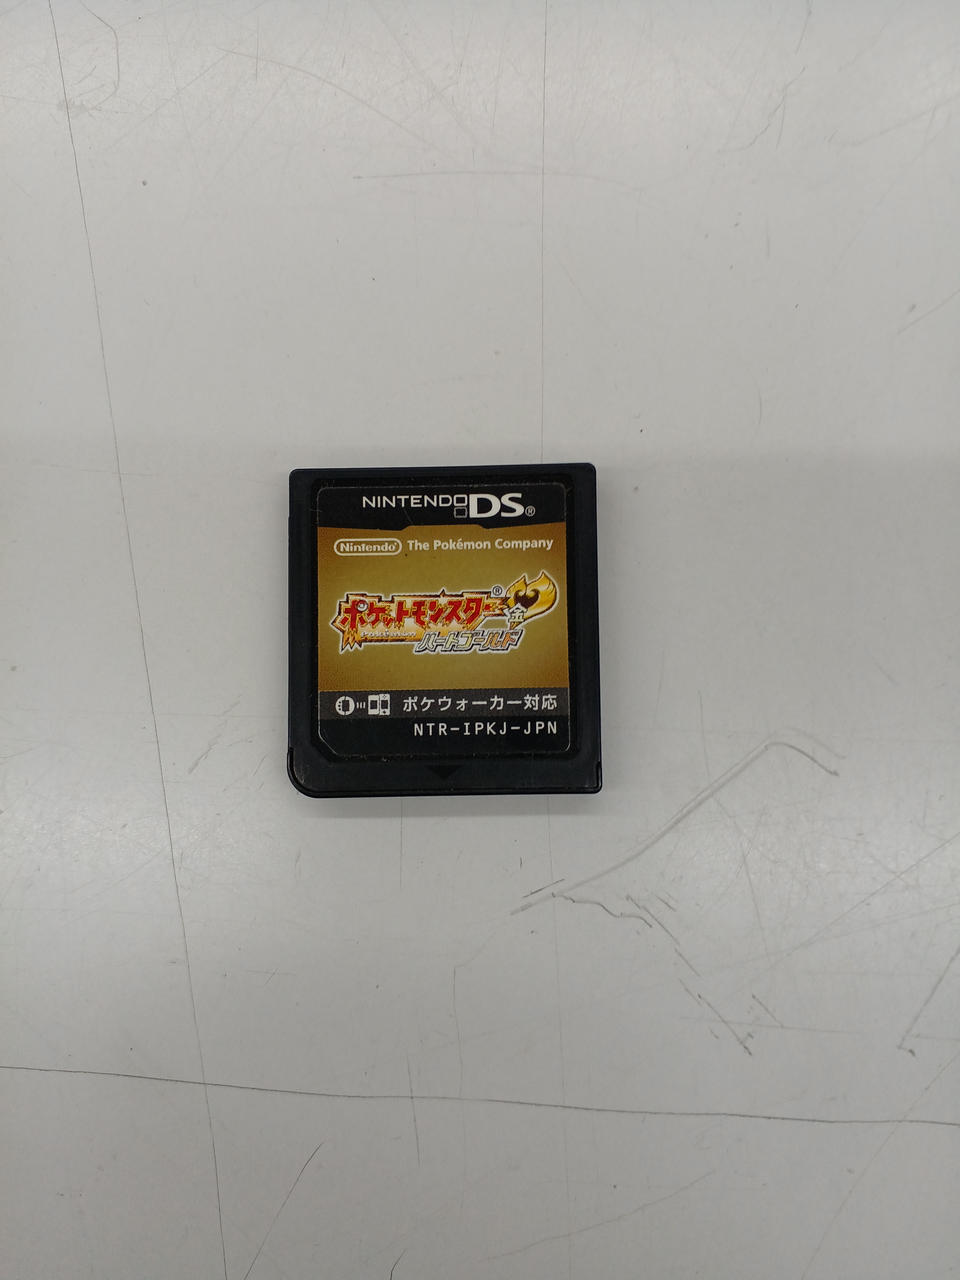 NINTENDO DS®
Nintendo® The Pokémon Company
ポケットモンスター®
金
Pokémon
ハートゴールド
ポケウォーカー対応
NTR-IPKJ-JPN